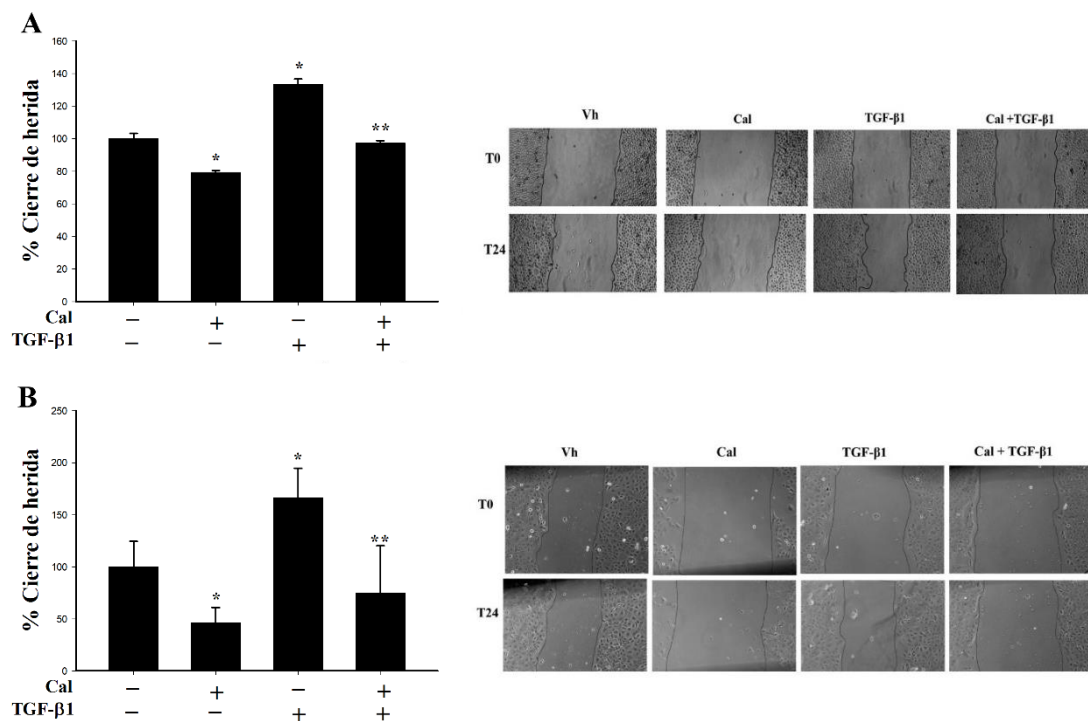 A
% Cierre de herida
160
140
120
100
80
60
40
20
0
*
*
*
**
Cal – + – +
TGF-β1 – – + +
Vh Cal TGF-β1 Cal +TGF-β1
T0
T24
B
% Cierre de herida
250
200
150
100
50
0
*
*
*
**
Cal – + – +
TGF-β1 – – + +
Vh Cal TGF-β1 Cal + TGF-β1
T0
T24